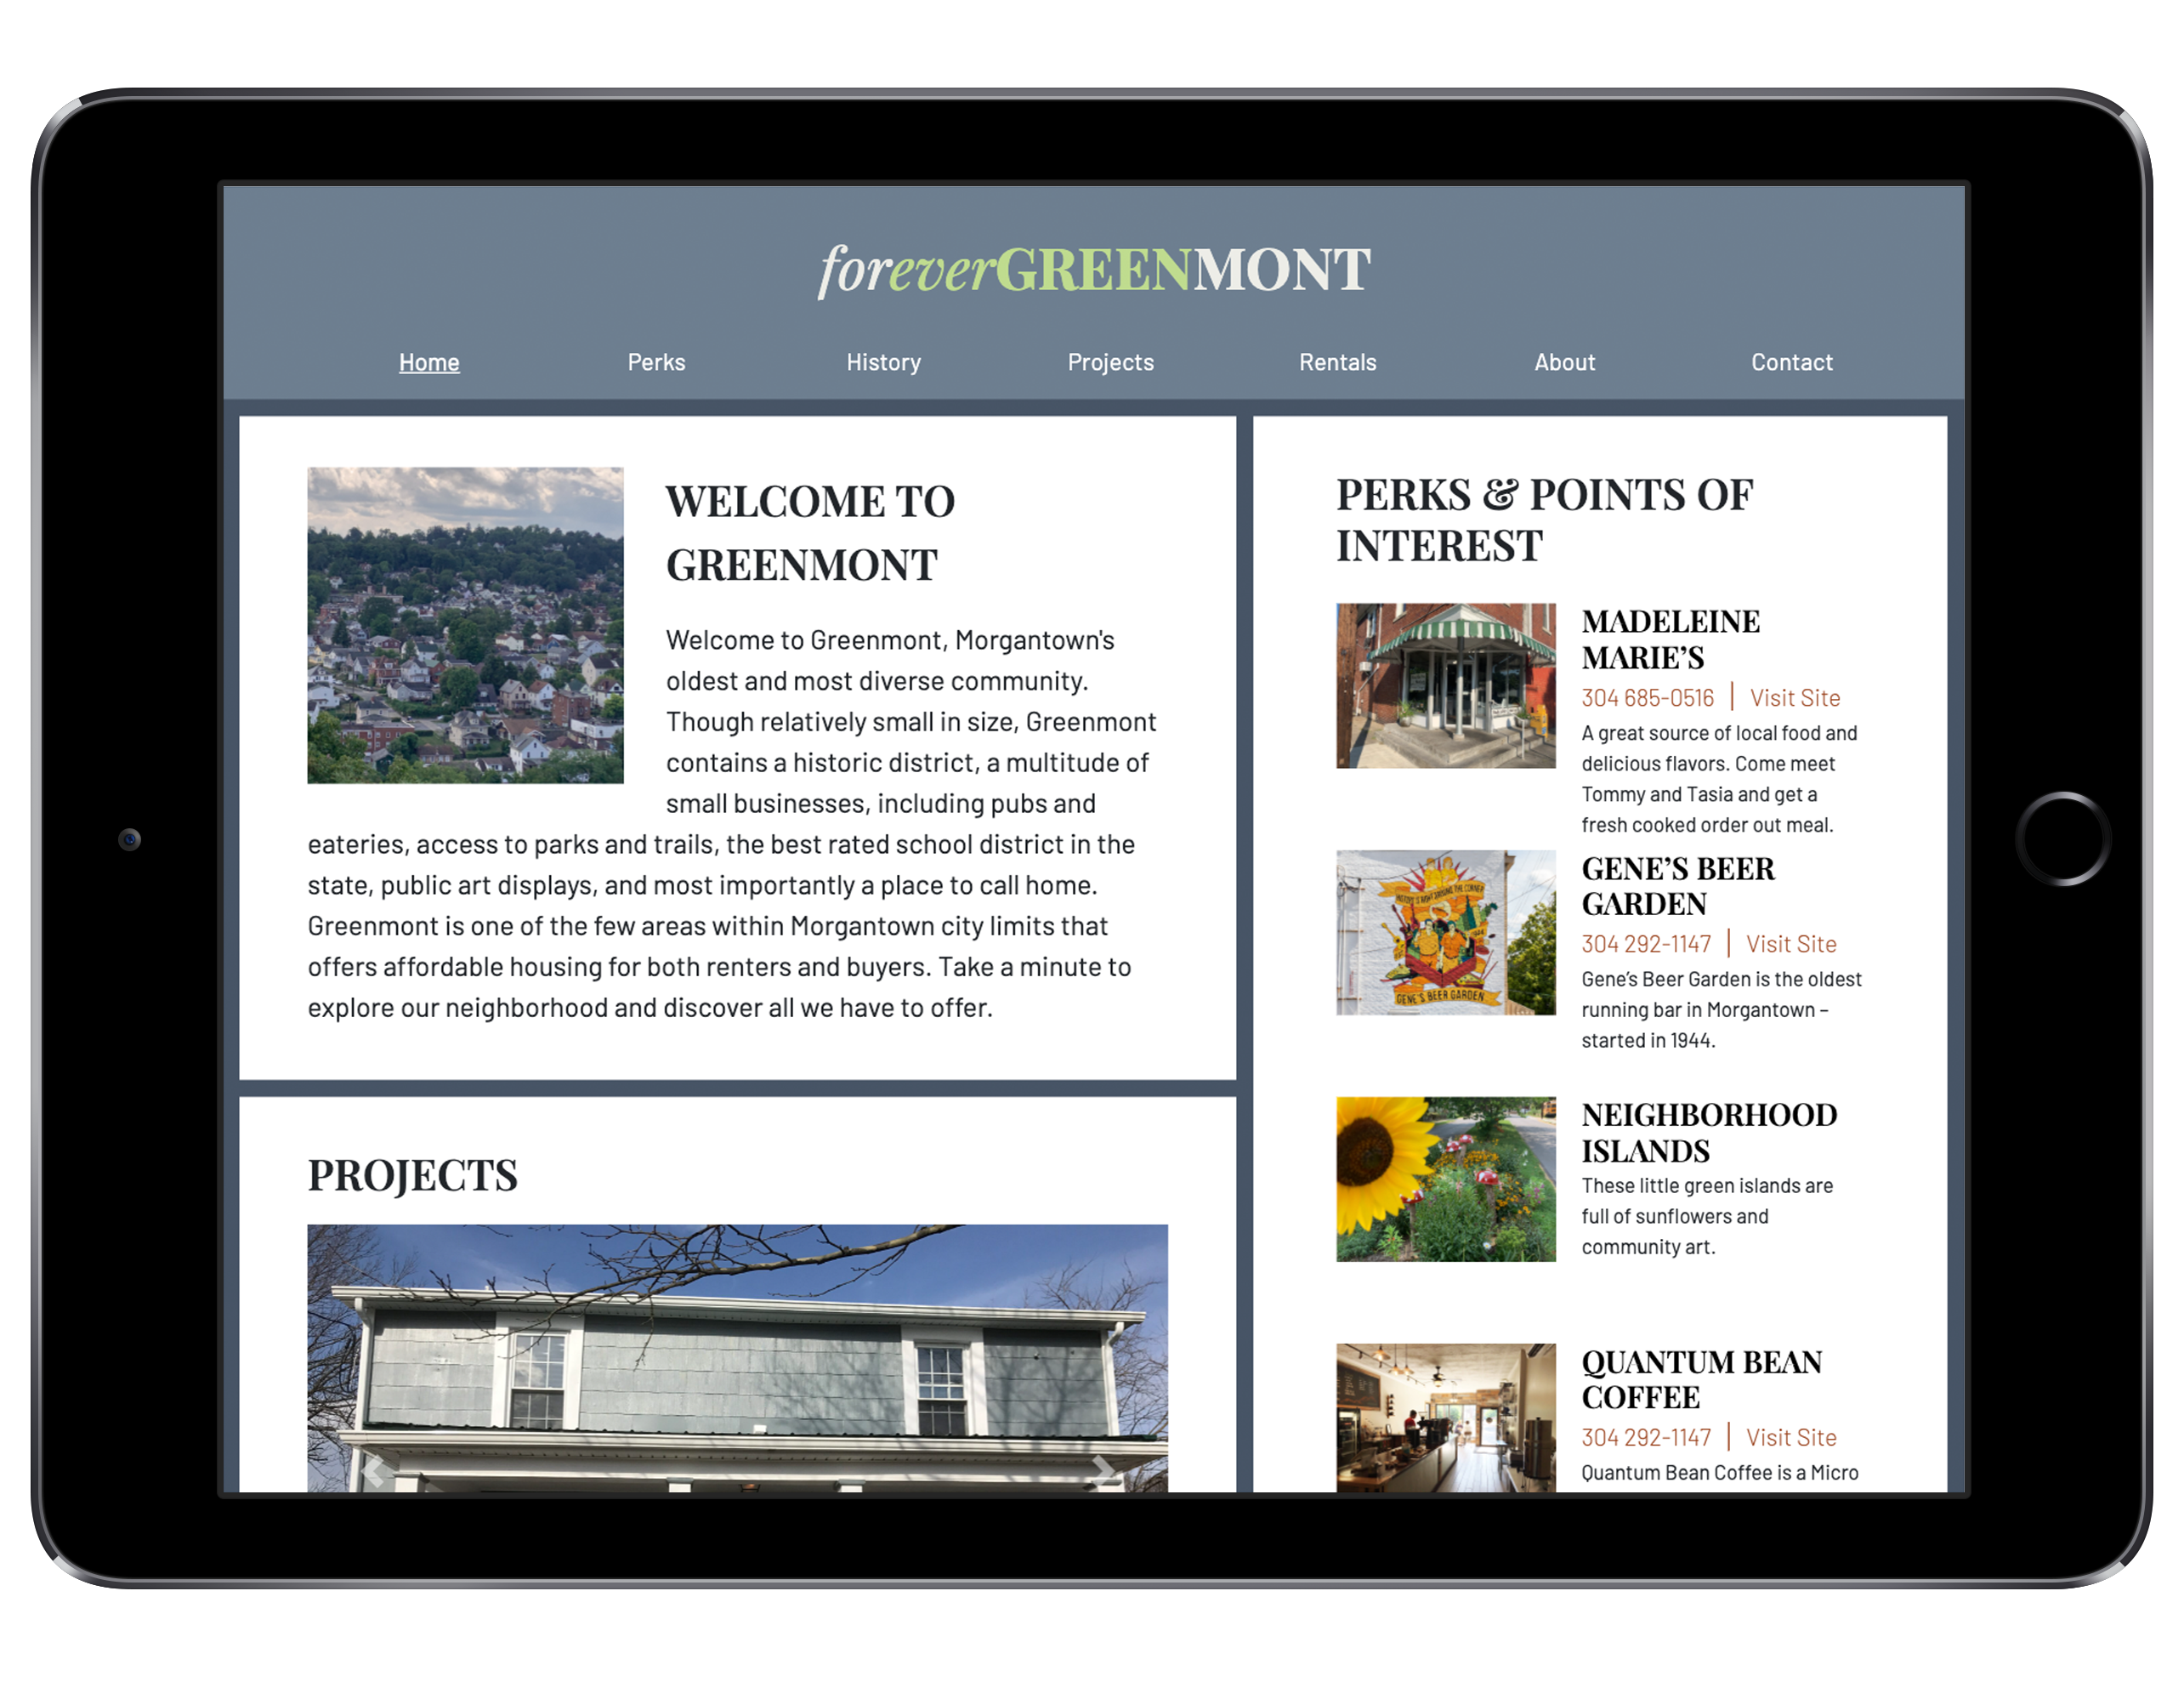 foreverGREENMONT
Home Perks History Projects Rentals About Contact
WELCOME TO
GREENMONT
Welcome to Greenmont, Morgantown's
oldest and most diverse community.
Though relatively small in size, Greenmont
contains a historic district, a multitude of
small businesses, including pubs and
eateries, access to parks and trails, the best rated school district in the
state, public art displays, and most importantly a place to call home.
Greenmont is one of the few areas within Morgantown city limits that
offers affordable housing for both renters and buyers. Take a minute to
explore our neighborhood and discover all we have to offer.
PROJECTS
PERKS & POINTS OF
INTEREST
MADELEINE
MARIE’S
304 685-0516 | Visit Site
A great source of local food and
delicious flavors. Come meet
Tommy and Tasia and get a
fresh cooked order out meal.
GENE'S BEER GARDEN
GENE’S BEER
GARDEN
304 292-1147 | Visit Site
Gene’s Beer Garden is the oldest
running bar in Morgantown –
started in 1944.
NEIGHBORHOOD
ISLANDS
These little green islands are
full of sunflowers and
community art.
QUANTUM BEAN
COFFEE
304 292-1147 | Visit Site
Quantum Bean Coffee is a Micro